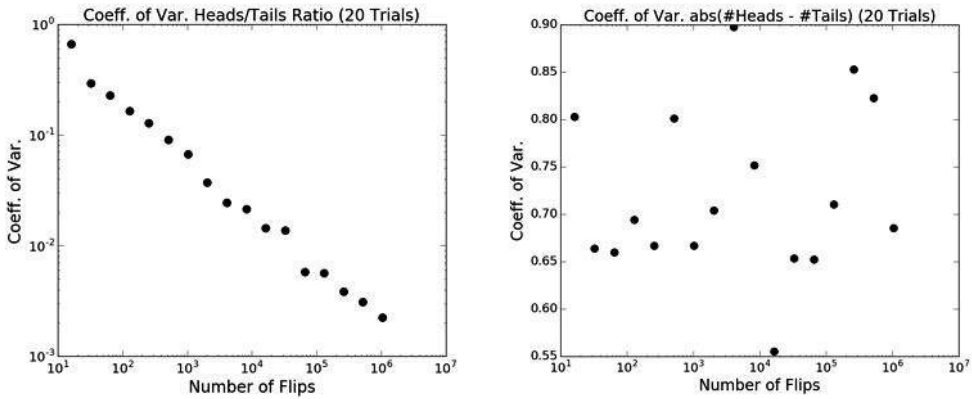 Coeff. of Var. Heads/Tails Ratio (20 Trials)
10^0
10^-1
10^-2
10^-3
Coeff. of Var.
10^1 10^2 10^3 10^4 10^5 10^6 10^7
Number of Flips
Coeff. of Var. abs(#Heads - #Tails) (20 Trials)
0.90
0.85
0.80
0.75
0.70
0.65
0.60
0.55
Coeff. of Var.
10^1 10^2 10^3 10^4 10^5 10^6 10^7
Number of Flips